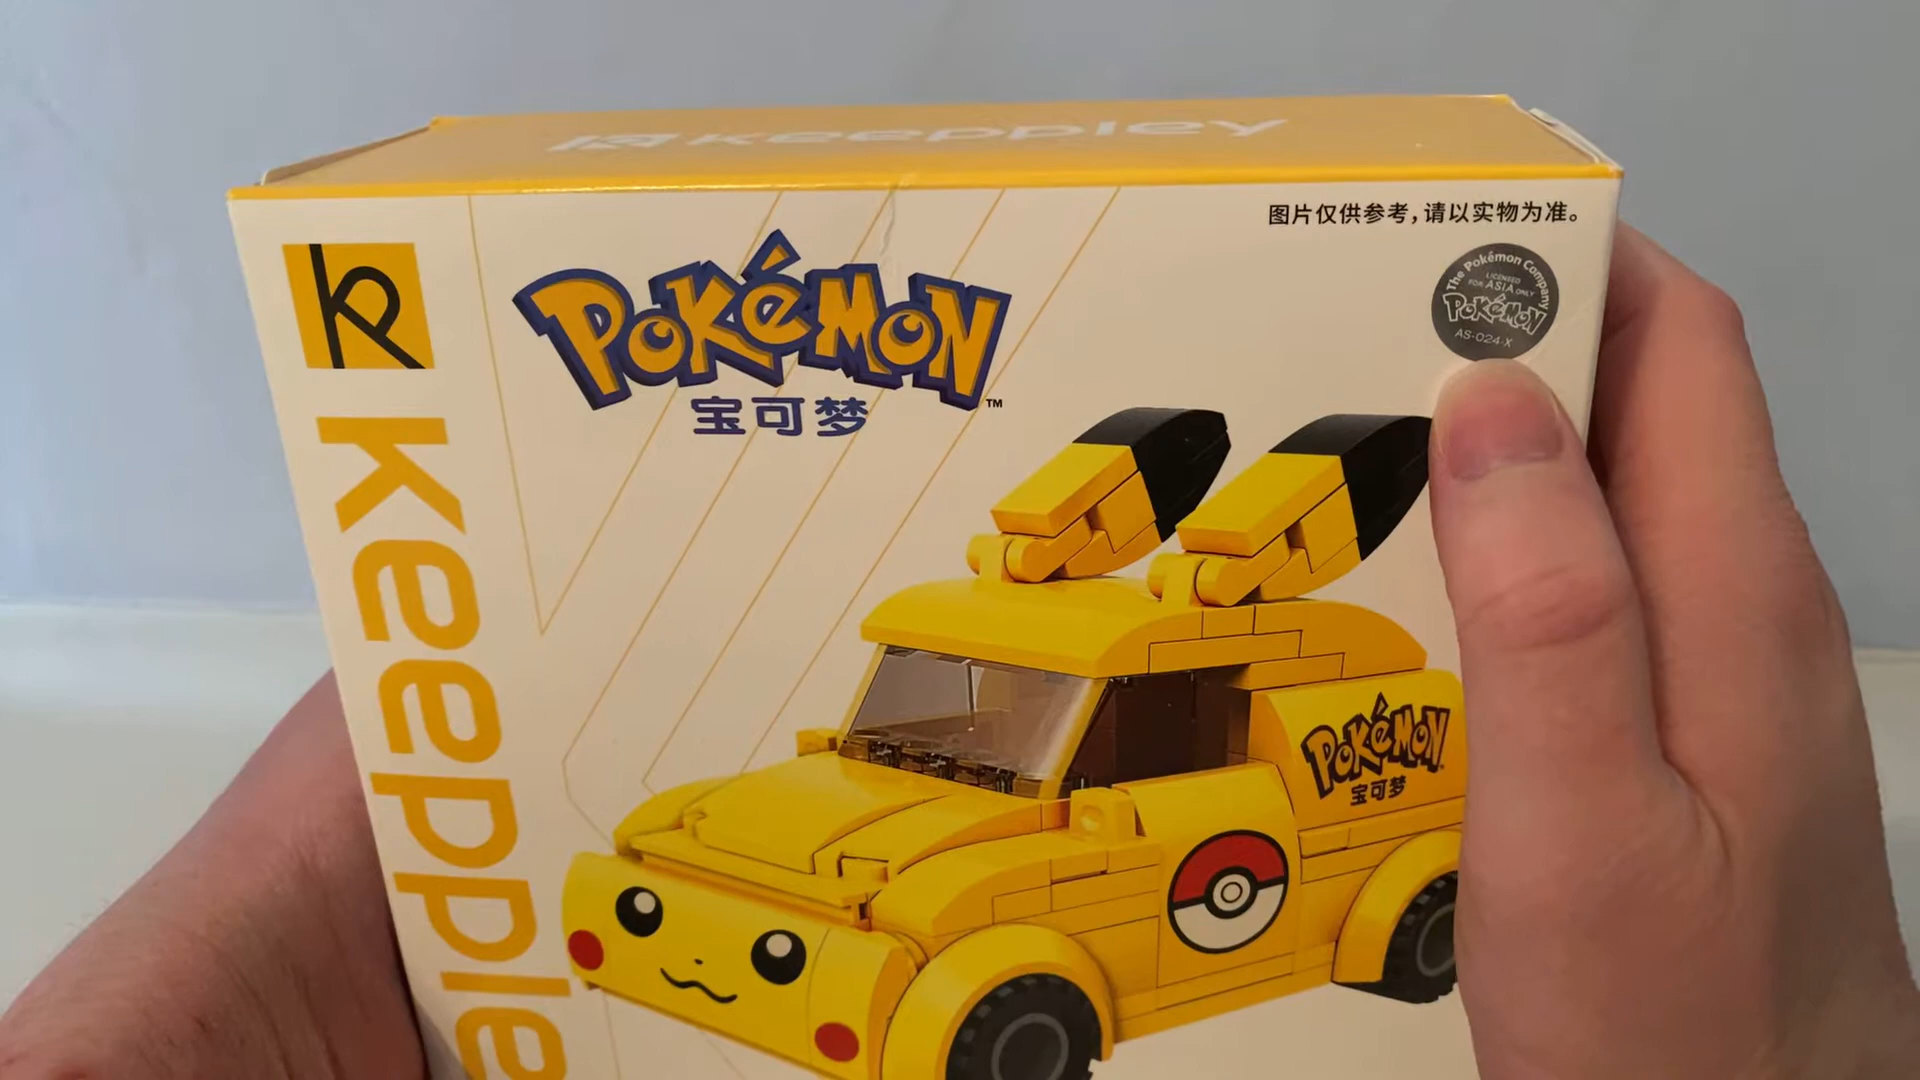 keeppley
图片仅供参考,请以实物为准。
The Pokémon Company
LICENSED
FOR ASIA ONLY
POKéMON
AS-024-X
POKéMON
TM
宝可梦
keepple
POKéMON
宝可梦